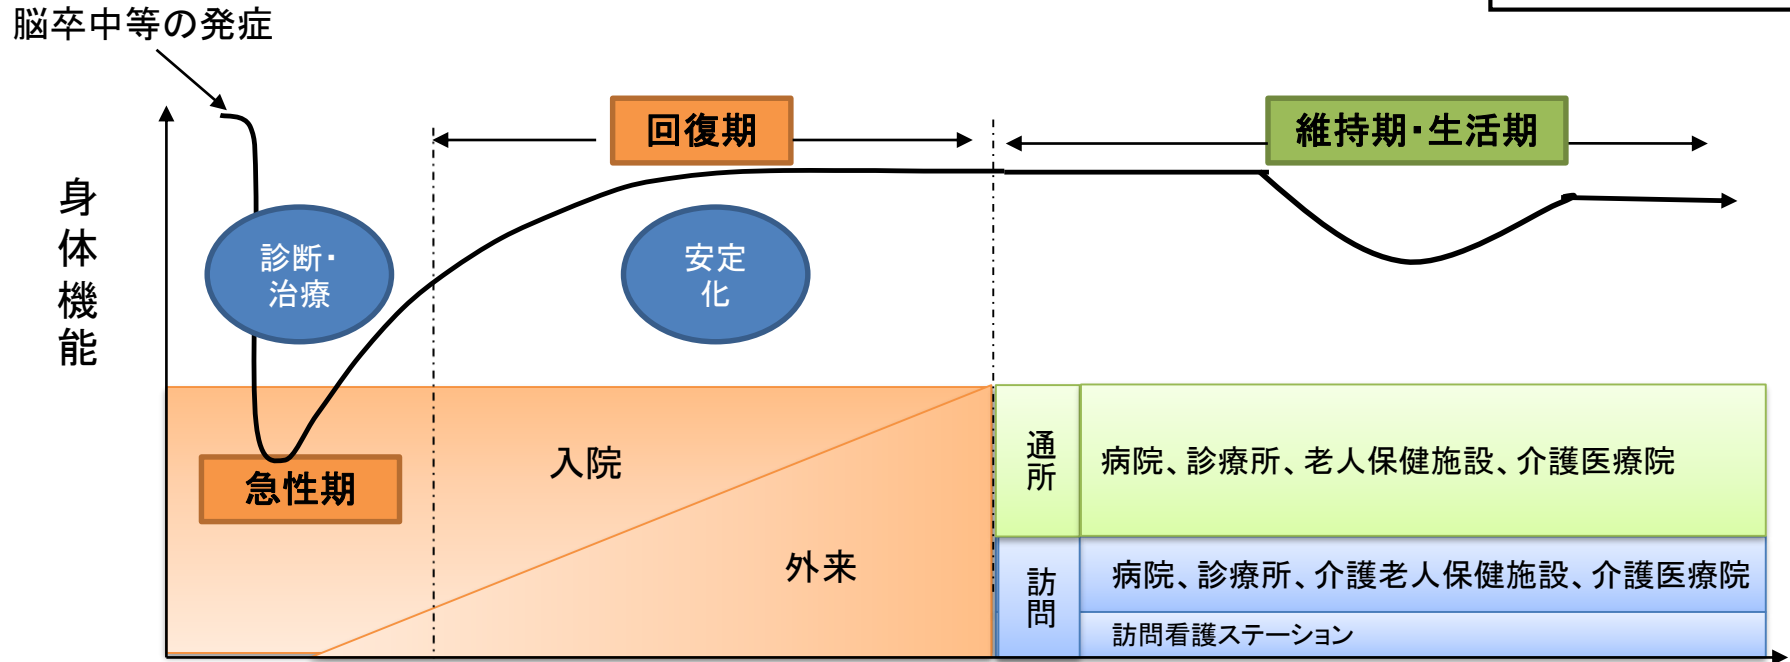 脳卒中等の発症
回復期
維持期・生活期
身体機能
診断・
治療
安定
化
急性期
入院
外来
通所
病院、診療所、老人保健施設、介護医療院
訪問
病院、診療所、介護老人保健施設、介護医療院
訪問看護ステーション